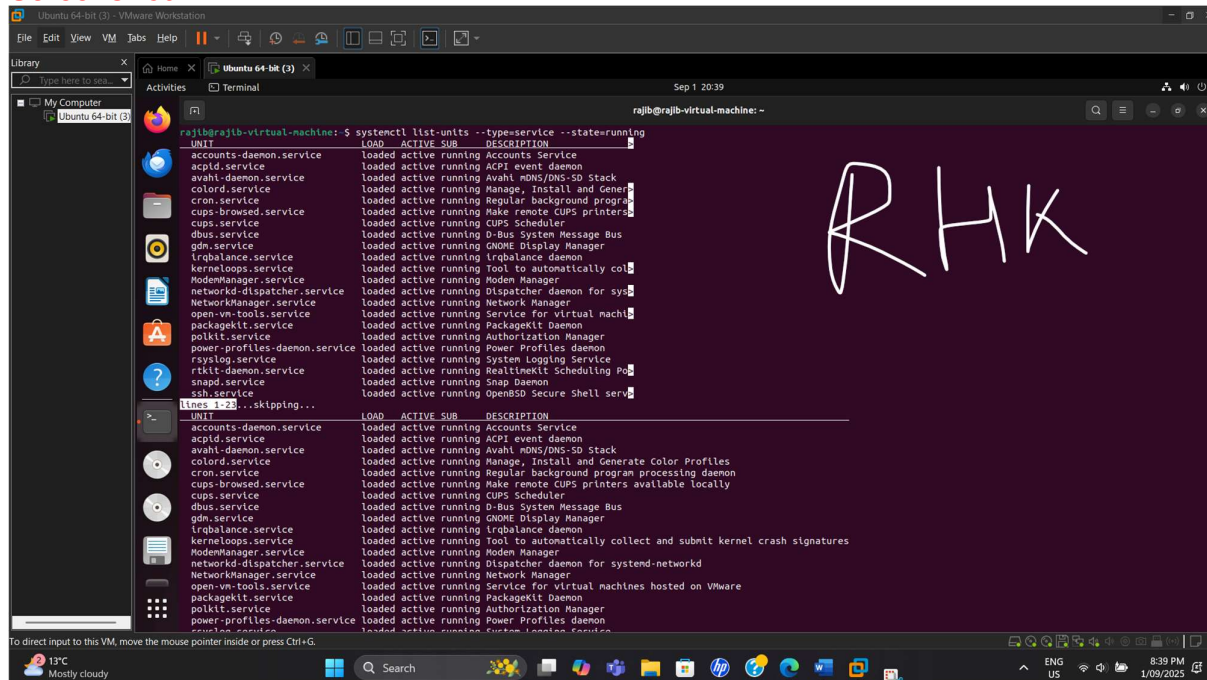 Ubuntu 64-bit (3) - VMware Workstation
File Edit View VM Tabs Help
Library X
Home X Ubuntu 64-bit (3) X
Type here to sea...
Activities Terminal Sep 1 20:39
My Computer
Ubuntu 64-bit (3)
rajib@rajib-virtual-machine: ~
rajib@rajib-virtual-machine:~$ systemctl list-units --type=service --state=running
UNIT LOAD ACTIVE SUB DESCRIPTION >
accounts-daemon.service loaded active running Accounts Service
acpid.service loaded active running ACPI event daemon
avahi-daemon.service loaded active running Avahi mDNS/DNS-SD Stack
colord.service loaded active running Manage, Install and Gener>
cron.service loaded active running Regular background progra>
cups-browsed.service loaded active running Make remote CUPS printers>
cups.service loaded active running CUPS Scheduler
dbus.service loaded active running D-Bus System Message Bus
gdm.service loaded active running GNOME Display Manager
irqbalance.service loaded active running irqbalance daemon
kerneloops.service loaded active running Tool to automatically col>
ModemManager.service loaded active running Modem Manager
networkd-dispatcher.service loaded active running Dispatcher daemon for sys>
NetworkManager.service loaded active running Network Manager
open-vm-tools.service loaded active running Service for virtual machi>
packagekit.service loaded active running PackageKit Daemon
polkit.service loaded active running Authorization Manager
power-profiles-daemon.service loaded active running Power Profiles daemon
rsyslog.service loaded active running System Logging Service
rtkit-daemon.service loaded active running RealtimeKit Scheduling Po>
snapd.service loaded active running Snap Daemon
ssh.service loaded active running OpenBSD Secure Shell serv>
lines 1-23...skipping...
UNIT LOAD ACTIVE SUB DESCRIPTION
accounts-daemon.service loaded active running Accounts Service
acpid.service loaded active running ACPI event daemon
avahi-daemon.service loaded active running Avahi mDNS/DNS-SD Stack
colord.service loaded active running Manage, Install and Generate Color Profiles
cron.service loaded active running Regular background program processing daemon
cups-browsed.service loaded active running Make remote CUPS printers available locally
cups.service loaded active running CUPS Scheduler
dbus.service loaded active running D-Bus System Message Bus
gdm.service loaded active running GNOME Display Manager
irqbalance.service loaded active running irqbalance daemon
kerneloops.service loaded active running Tool to automatically collect and submit kernel crash signatures
ModemManager.service loaded active running Modem Manager
networkd-dispatcher.service loaded active running Dispatcher daemon for systemd-networkd
NetworkManager.service loaded active running Network Manager
open-vm-tools.service loaded active running Service for virtual machines hosted on VMware
packagekit.service loaded active running PackageKit Daemon
polkit.service loaded active running Authorization Manager
power-profiles-daemon.service loaded active running Power Profiles daemon
rsyslog.service loaded active running System Logging Service
RHK
To direct input to this VM, move the mouse pointer inside or press Ctrl+G.
2 13°C
Mostly cloudy
Search
ENG
US
8:39 PM
1/09/2025